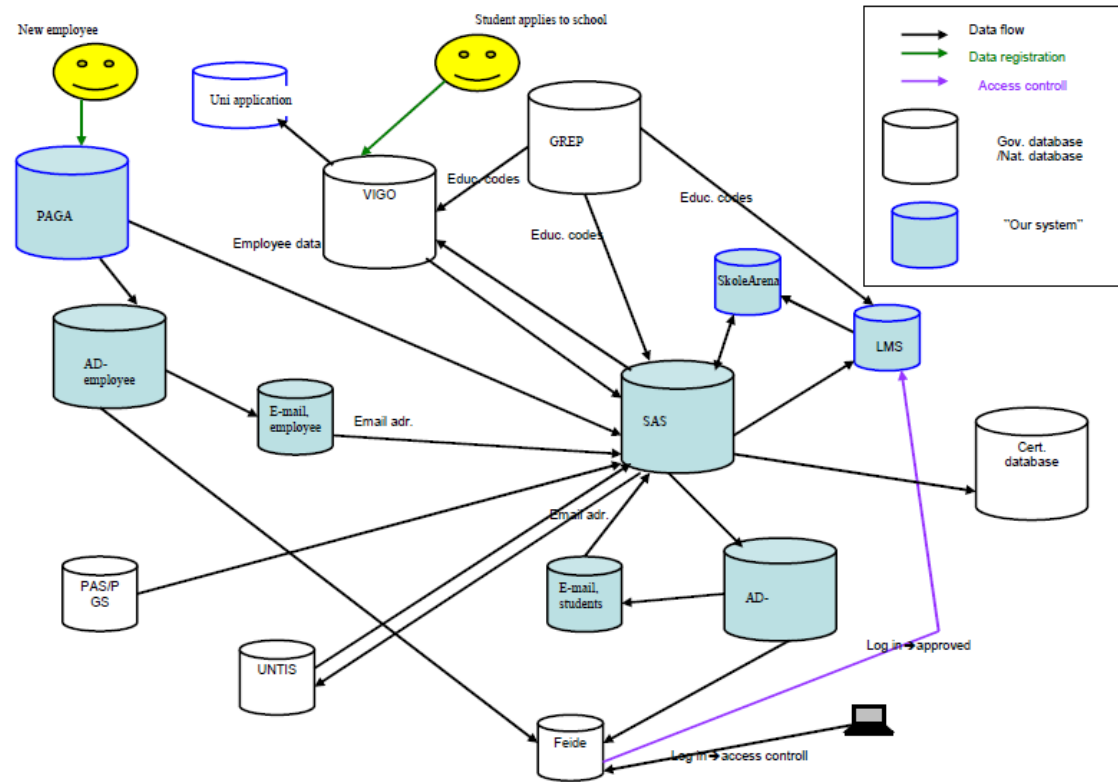 New employee
Student applies to school
Data flow
Data registration
Access controll
Gov. database
/Nat. database
"Our system"
Uni application
GREP
VIGO
Educ. codes
Educ. codes
Educ. codes
PAGA
Employee data
SkoleArena
LMS
AD-
employee
E-mail,
employee
Email adr.
SAS
Cert.
database
Email adr.
PAS/P
GS
E-mail,
students
AD-
UNTIS
Log in➔approved
Feide
Log in➔access controll